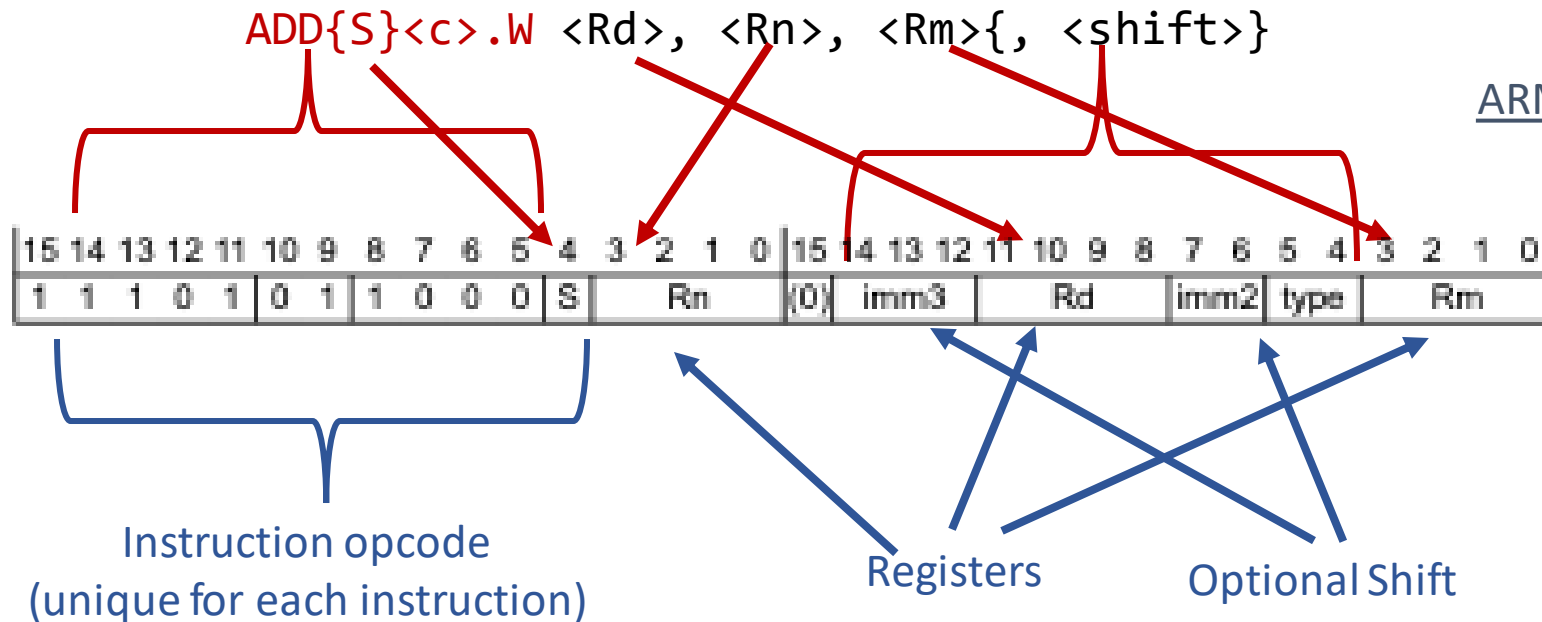 ADD{S}<c>.W <Rd>, <Rn>, <Rm>{, <shift>}
ARM
15 14 13 12 11 10 9 8 7 6 5 4 3 2 1 0 15 14 13 12 11 10 9 8 7 6 5 4 3 2 1 0
1 1 1 0 1 0 1 1 0 0 0 S Rn (0) imm3 Rd imm2 type Rm
Instruction opcode
(unique for each instruction)
Registers
Optional Shift